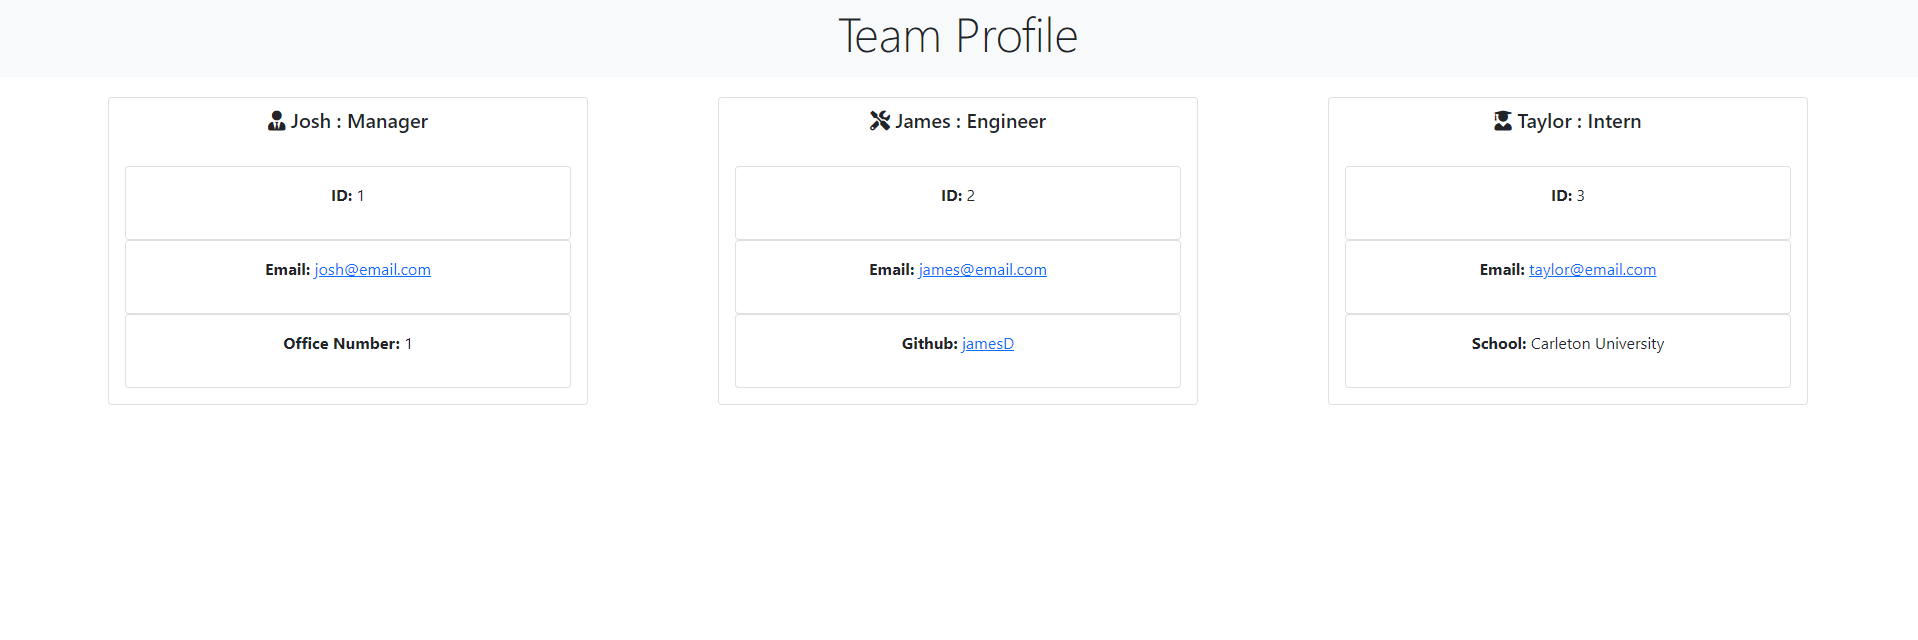 Team Profile
Josh : Manager
ID: 1
Email: josh@email.com
Office Number: 1
James : Engineer
ID: 2
Email: james@email.com
Github: jamesD
Taylor : Intern
ID: 3
Email: taylor@email.com
School: Carleton University